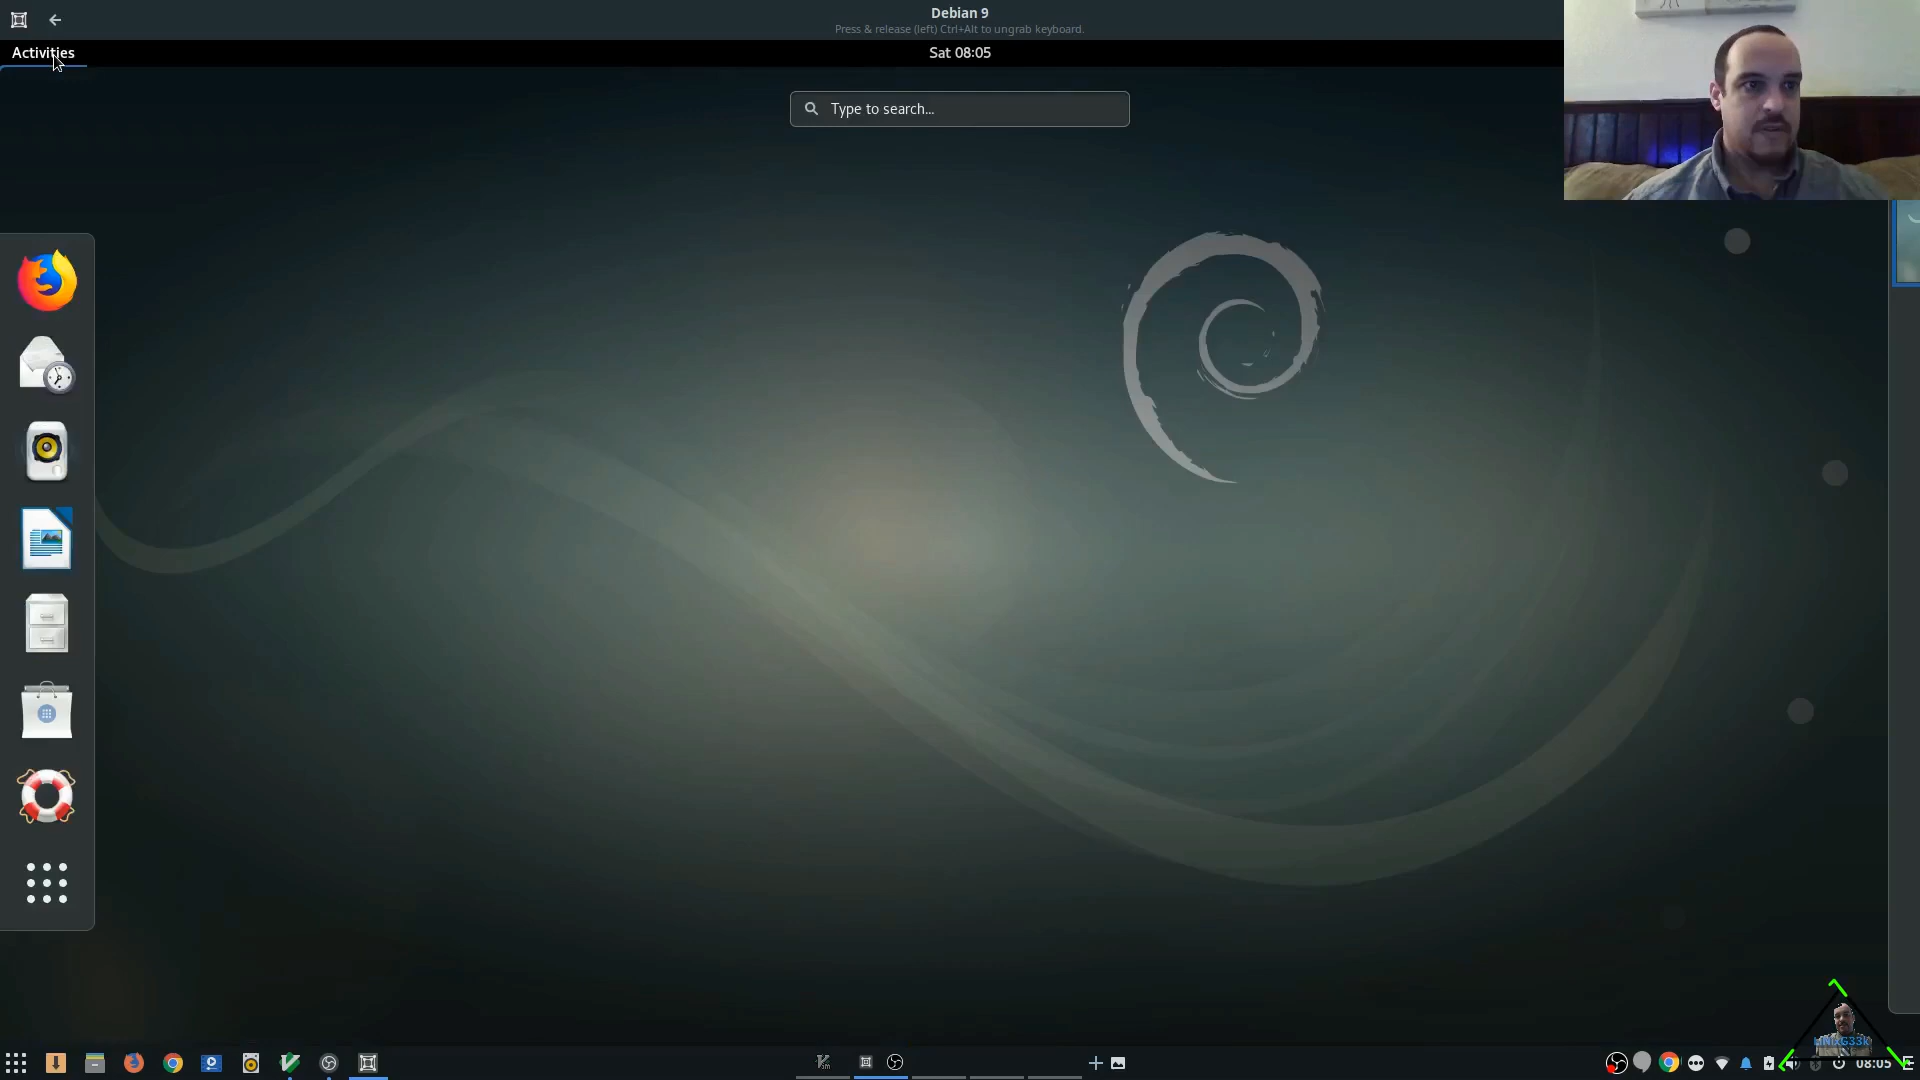 Debian 9
Press & release (left) Ctrl+Alt to ungrab keyboard.
Activities
Sat 08:05
Type to search...
UNIXG33k
08:05